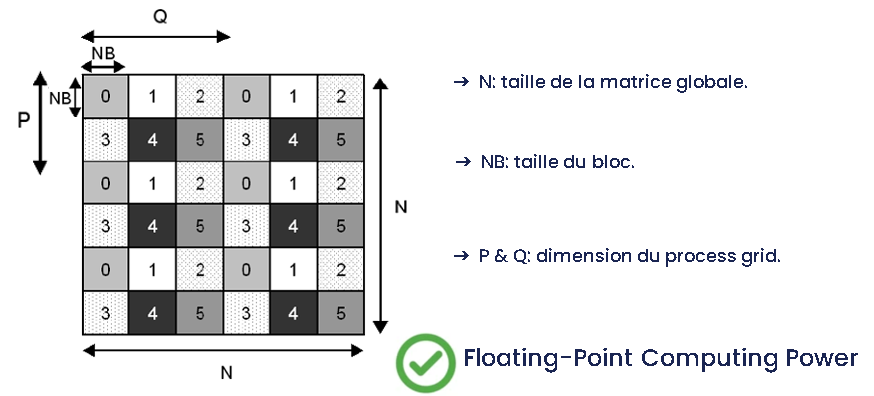 Q
NB
NB
P
0 1 2 0 1 2
3 4 5 3 4 5
0 1 2 0 1 2
3 4 5 3 4 5
0 1 2 0 1 2
3 4 5 3 4 5
N
N
→ N: taille de la matrice globale.
→ NB: taille du bloc.
→ P & Q: dimension du process grid.
Floating-Point Computing Power